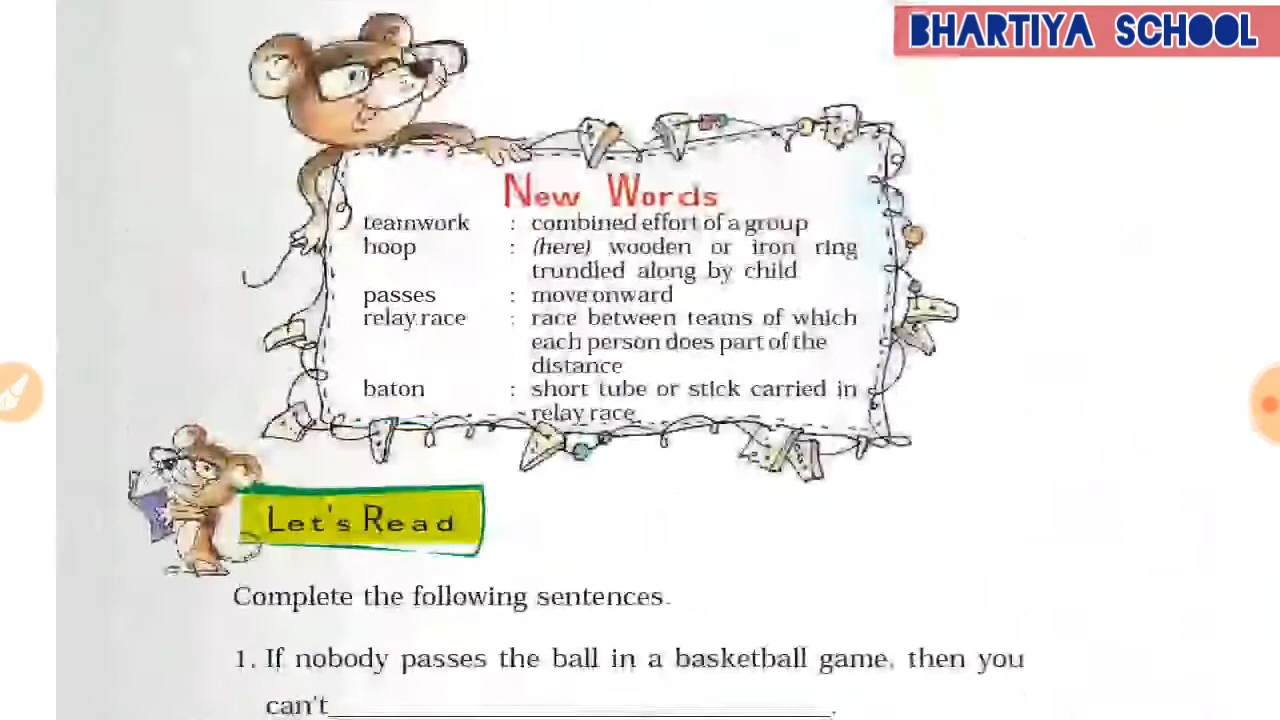 BHARTIYA SCHOOL
New Words
teamwork : combined effort of a group
hoop : (here) wooden or iron ring
trundled along by child
passes : move onward
relay race : race between teams of which
each person does part of the
distance
baton : short tube or stick carried in
relay race
Let's Read
Complete the following sentences.
1. If nobody passes the ball in a basketball game, then you
can't____________________.